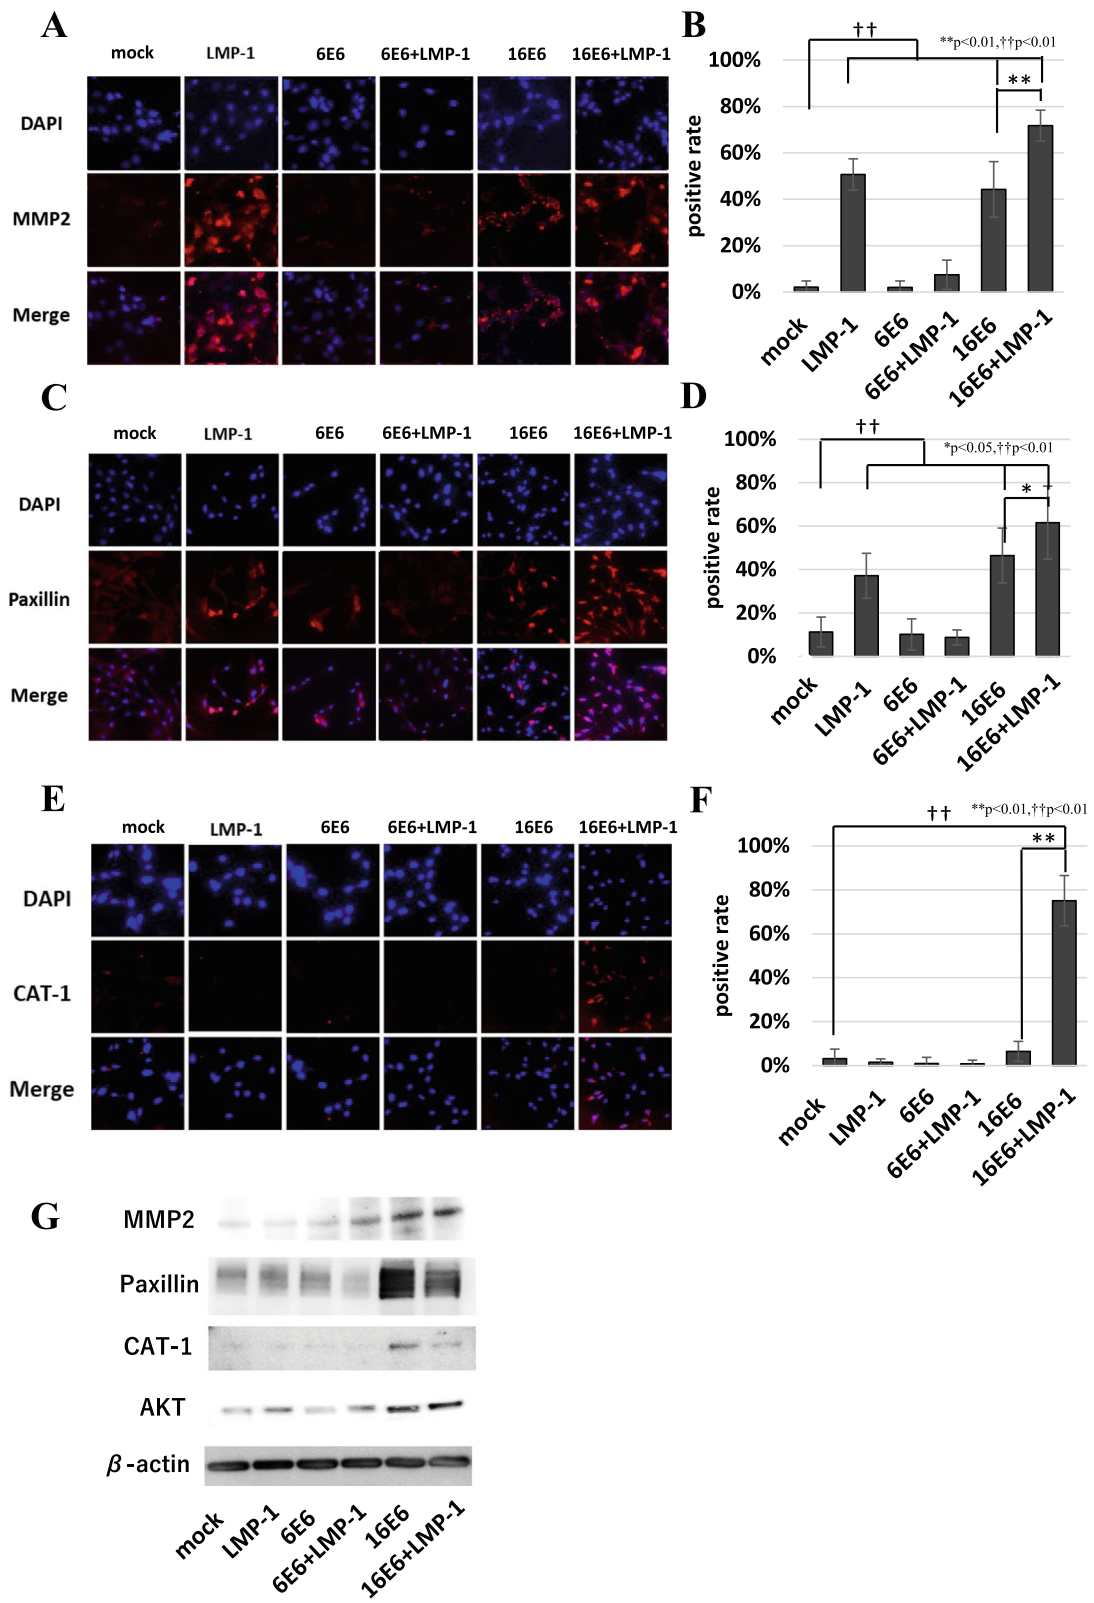 A
mock LMP-1 6E6 6E6+LMP-1 16E6 16E6+LMP-1
DAPI
MMP2
Merge
B
††
**p<0.01,††p<0.01
**
positive rate
100%
80%
60%
40%
20%
0%
mock LMP-1 6E6 6E6+LMP-1 16E6 16E6+LMP-1
C
mock LMP-1 6E6 6E6+LMP-1 16E6 16E6+LMP-1
DAPI
Paxillin
Merge
D
††
*p<0.05,††p<0.01
*
positive rate
100%
80%
60%
40%
20%
0%
mock LMP-1 6E6 6E6+LMP-1 16E6 16E6+LMP-1
E
mock LMP-1 6E6 6E6+LMP-1 16E6 16E6+LMP-1
DAPI
CAT-1
Merge
F
††
**p<0.01,††p<0.01
**
positive rate
100%
80%
60%
40%
20%
0%
mock LMP-1 6E6 6E6+LMP-1 16E6 16E6+LMP-1
G
MMP2
Paxillin
CAT-1
AKT
β-actin
mock LMP-1 6E6 6E6+LMP-1 16E6 16E6+LMP-1